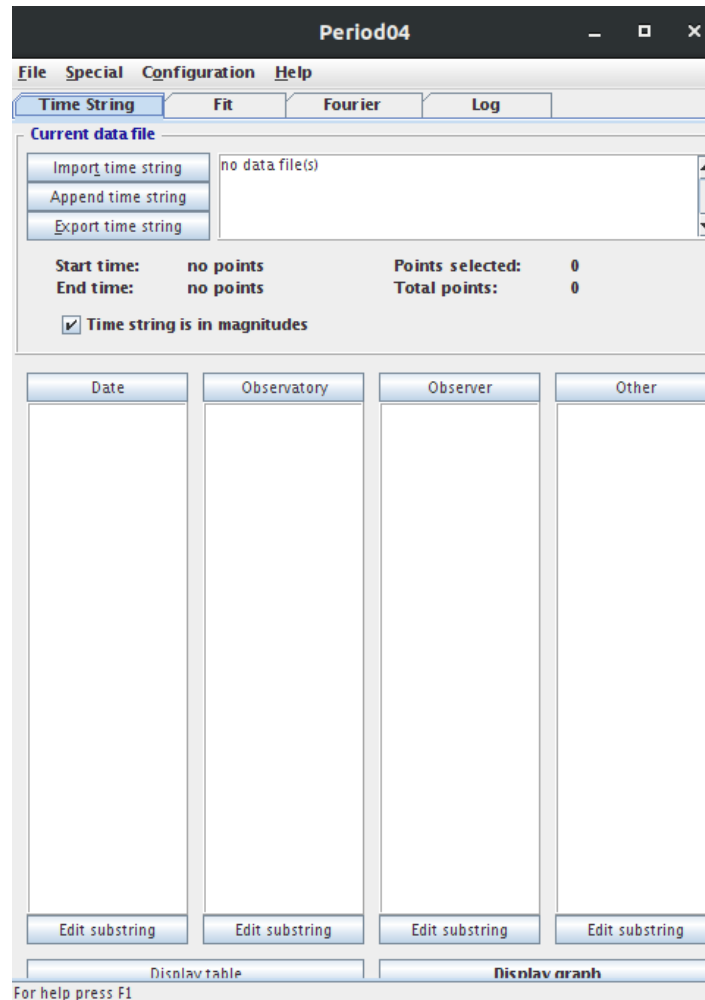 Period04
File Special Configuration Help
Time String Fit Fourier Log
Current data file
Import time string no data file(s)
Append time string
Export time string
Start time: no points Points selected: 0
End time: no points Total points: 0
Time string is in magnitudes
Date Observatory Observer Other
Edit substring Edit substring Edit substring Edit substring
Display table Display graph
For help press F1